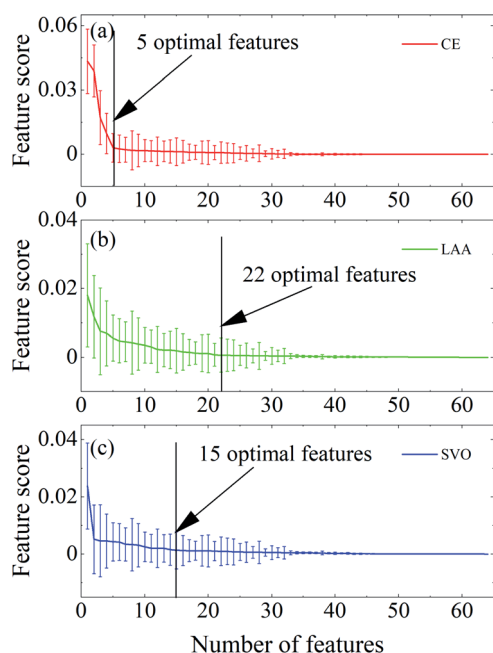 0.06
(a)
5 optimal features
CE
0.03
0
Feature score
0 10 20 30 40 50 60
0.04
(b)
LAA
22 optimal features
0.02
0
Feature score
0 10 20 30 40 50 60
0.04
(c)
SVO
15 optimal features
0.02
0
Feature score
0 10 20 30 40 50 60
Number of features